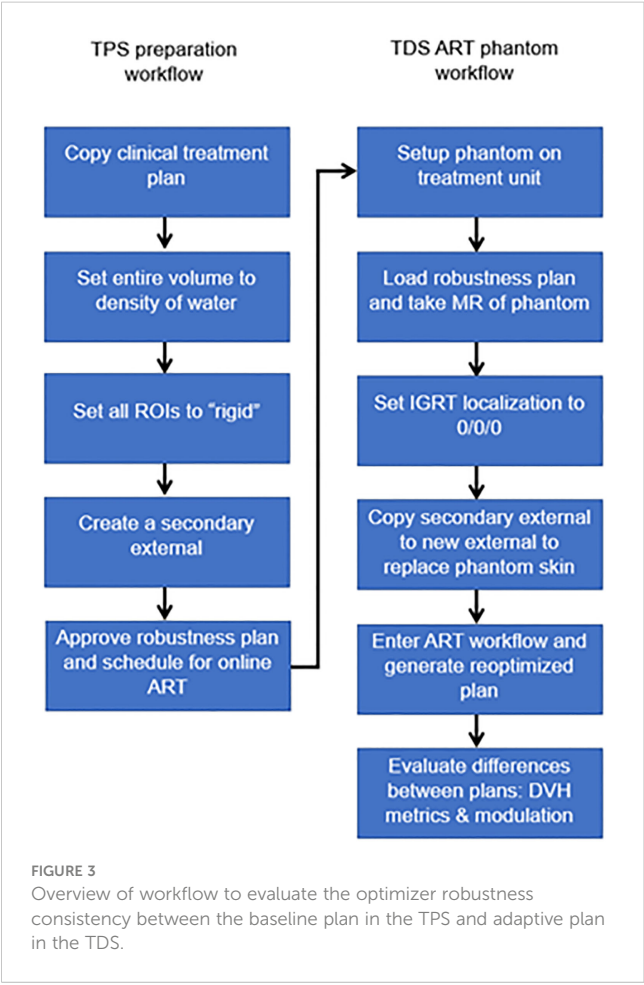 TPS preparation
workflow
Copy clinical treatment
plan
Set entire volume to
density of water
Set all ROIs to “rigid”
Create a secondary
external
Approve robustness plan
and schedule for online
ART
TDS ART phantom
workflow
Setup phantom on
treatment unit
Load robustness plan
and take MR of phantom
Set IGRT localization to
0/0/0
Copy secondary external
to new external to
replace phantom skin
Enter ART workflow and
generate reoptimized
plan
Evaluate differences
between plans: DVH
metrics & modulation
FIGURE 3
Overview of workflow to evaluate the optimizer robustness
consistency between the baseline plan in the TPS and adaptive plan
in the TDS.